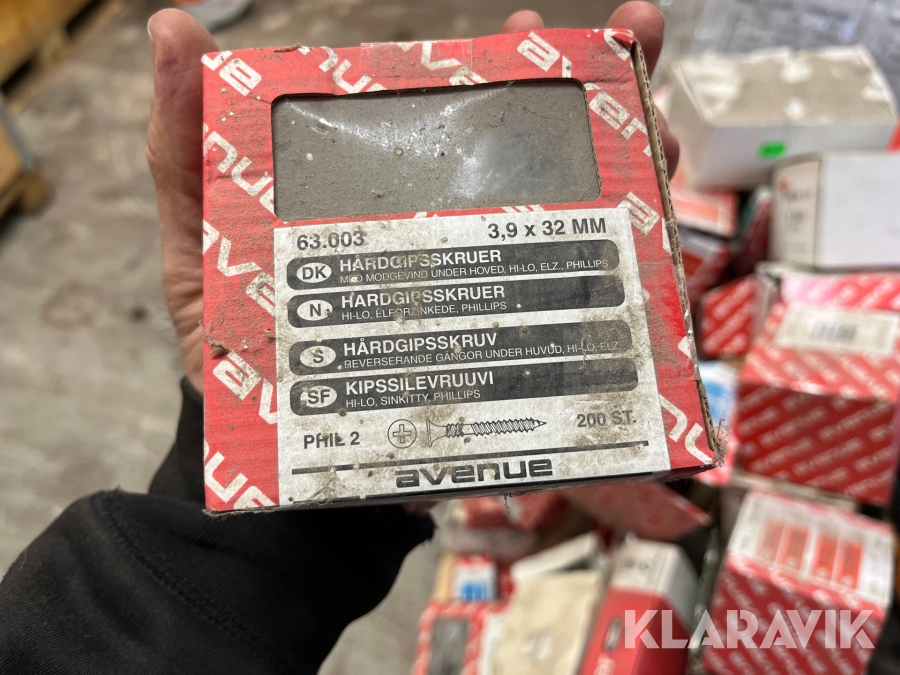 avenue
63.003
3,9 x 32 MM
DK HÅRDGIPSSKRUER
MED MODGEVIND UNDER HOVED, HI-LO, ELZ., PHILLIPS
N HARDGIPSSKRUER
HI-LO, ELFORZINKEDE, PHILLIPS
S HÅRDGIPSSKRUV
REVERSERANDE GÄNGOR UNDER HUVUD, HI-LO, ELZ
SF KIPSSILEVRUUVI
HI-LO, SINKITTY, PHILLIPS
PHIL 2
200 ST.
avenue
KLARAVIK